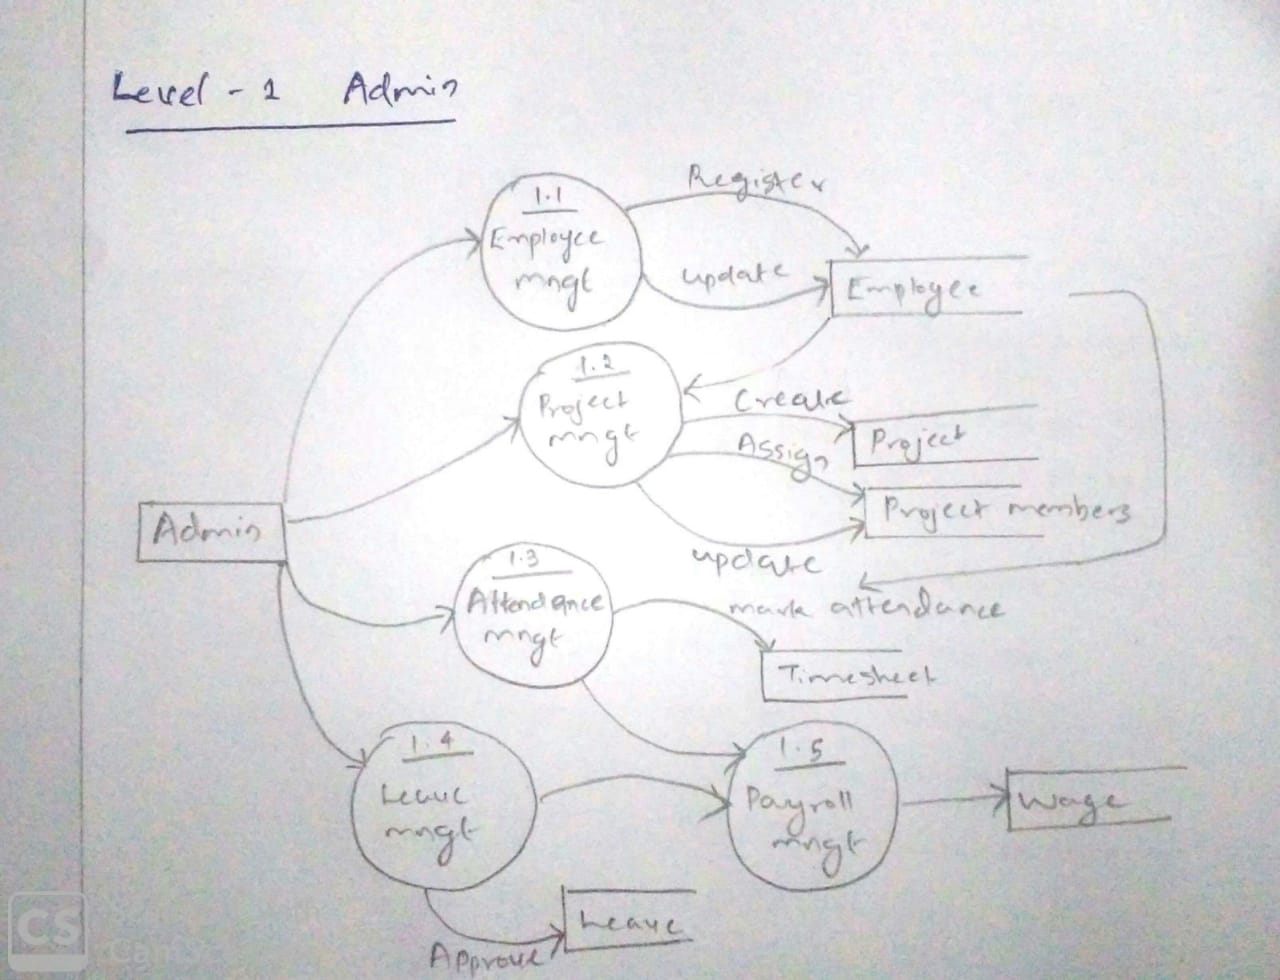 Level - 1 Admin
Register
1.1
Employee
mngt
update
Employee
1.2
Project
mngt
Create
Assign
Project
Project members
update
Admin
1.3
Attendance
mngt
mark attendance
Timesheet
1.4
Leave
mngt
1.5
Payroll
mngt
Wage
Leave
Approve
CS